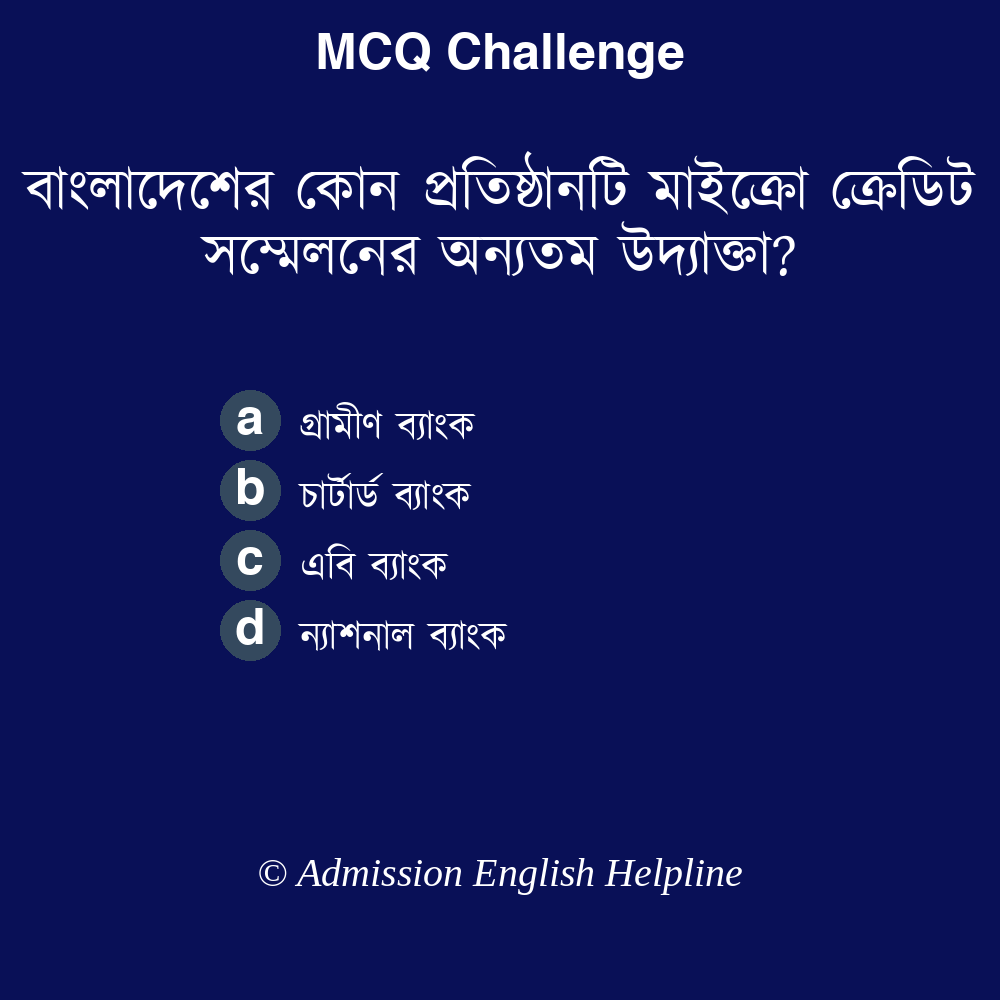 MCQ Challenge
বাংলাদেশের কোন প্রতিষ্ঠানটি মাইক্রো ক্রেডিট
সম্মেলনের অন্যতম উদ্যাক্তা?
a গ্রামীণ ব্যাংক
b চার্টার্ড ব্যাংক
c এবি ব্যাংক
d ন্যাশনাল ব্যাংক
© Admission English Helpline